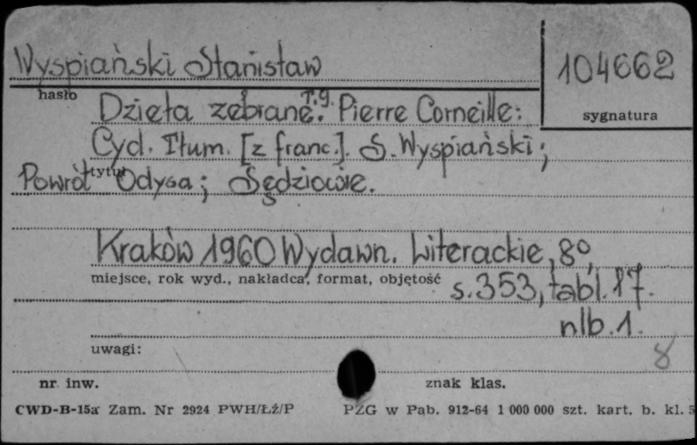 Wyspiański Stanisław
104662
hasło
sygnatura
Dzieła zebrane. T.9. Pierre Corneille:
Cyd. Tłum. [z franc.]. S. Wyspiański;
tytuł
Powrót Odysa; Sędziowie.
Kraków 1960 Wydawn. Literackie, 8°,
miejsce, rok wyd., nakładca, format, objętość
s. 353, tabl. 17.
nlb. 1.
uwagi:
8
nr. inw.
znak klas.
CWD-B-15a Zam. Nr 2924 PWH/Łź/P
PZG w Pab. 912-64 1 000 000 szt. kart. b. kl. 5